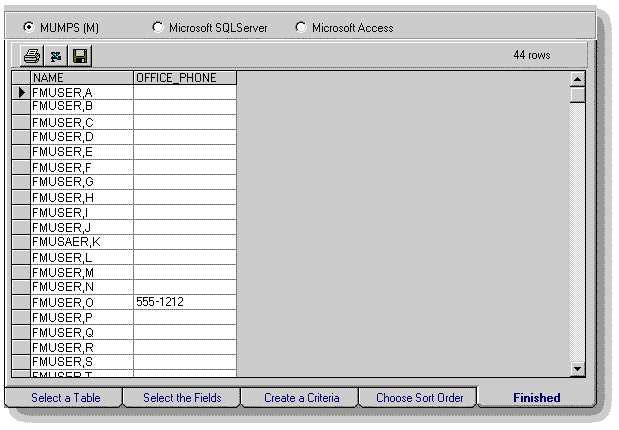 MUMPS (M) Microsoft SQLServer Microsoft Access
44 rows
NAME OFFICE_PHONE
FMUSER,A
FMUSER,B
FMUSER,C
FMUSER,D
FMUSER,E
FMUSER,F
FMUSER,G
FMUSER,H
FMUSER,I
FMUSER,J
FMUSAER,K
FMUSER,L
FMUSER,M
FMUSER,N
FMUSER,O 555-1212
FMUSER,P
FMUSER,Q
FMUSER,R
FMUSER,S
FMUSER,T
Select a Table Select the Fields Create a Criteria Choose Sort Order Finished